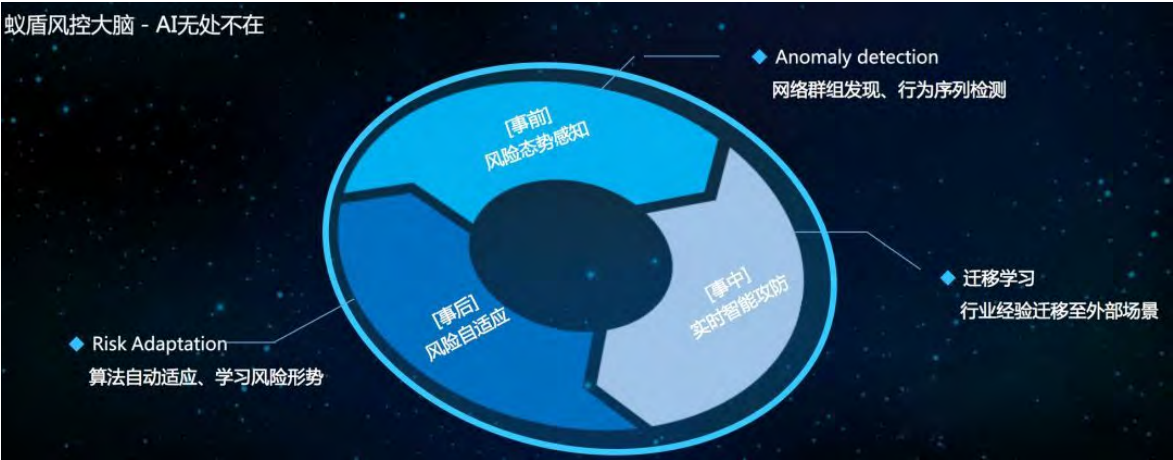 蚁盾风控大脑 - AI无处不在
◆ Anomaly detection
网络群组发现、行为序列检测
[事前]
风险态势感知
[事中]
实时智能攻防
◆ 迁移学习
行业经验迁移至外部场景
[事后]
风险自适应
◆ Risk Adaptation
算法自动适应、学习风险形势